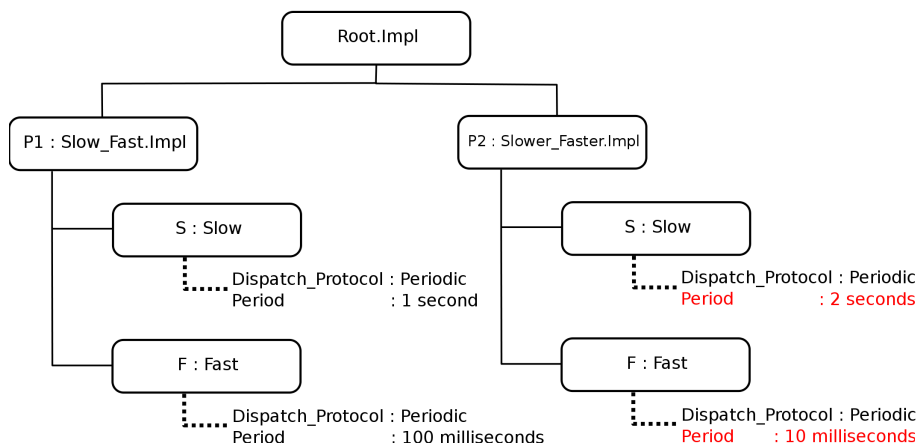 Root.Impl
P1 : Slow_Fast.Impl
P2 : Slower_Faster.Impl
S : Slow
Dispatch_Protocol : Periodic
Period : 1 second
F : Fast
Dispatch_Protocol : Periodic
Period : 100 milliseconds
S : Slow
Dispatch_Protocol : Periodic
Period : 2 seconds
F : Fast
Dispatch_Protocol : Periodic
Period : 10 milliseconds